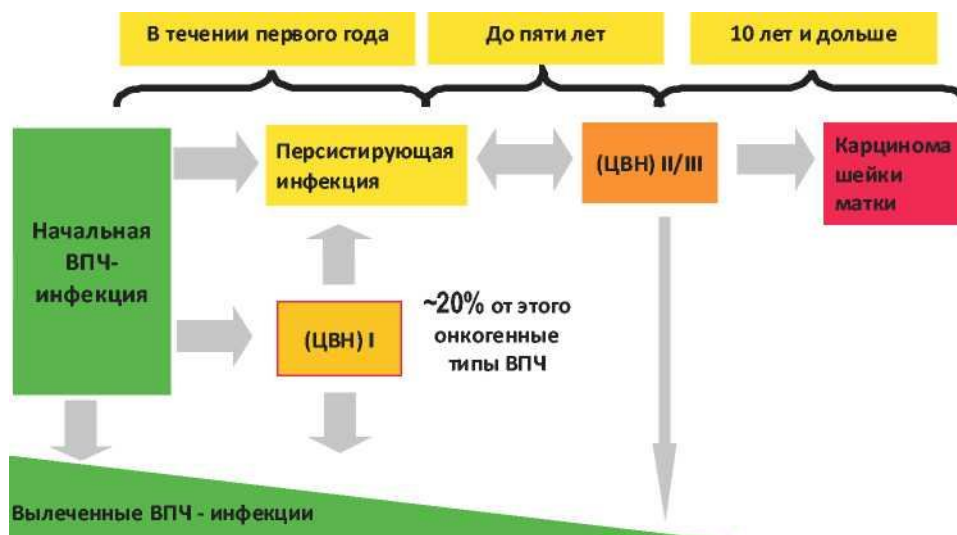 В течении первого года
До пяти лет
10 лет и дольше
Персистирующая
инфекция
(ЦВН) II/III
Карцинома
шейки
матки
Начальная
ВПЧ-
инфекция
(ЦВН) I
~20% от этого
онкогенные
типы ВПЧ
Вылеченные ВПЧ - инфекции